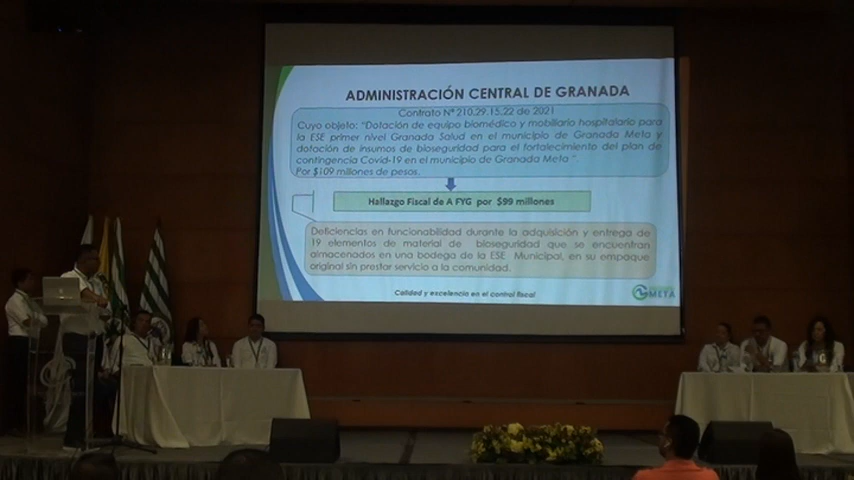 ADMINISTRACIÓN CENTRAL DE GRANADA
Contrato Nª 210.29.15.22 de 2021
Cuyo objeto: "Dotación de equipo biomédico y mobiliario hospitalario para
la ESE primer nivel Granada Salud en el municipio de Granada Meta y
dotación de insumos de bioseguridad para el fortalecimiento del plan de
contingencia Covid-19 en el municipio de Granada Meta ".
Por $109 millones de pesos.
Hallazgo Fiscal de A FYG por $99 millones
Deficiencias en funcionabilidad durante la adquisición y entrega de
19 elementos de material de bioseguridad que se encuentran
almacenados en una bodega de la ESE Municipal, en su empaque
original sin prestar servicio a la comunidad.
Calidad y excelencia en el control fiscal
META